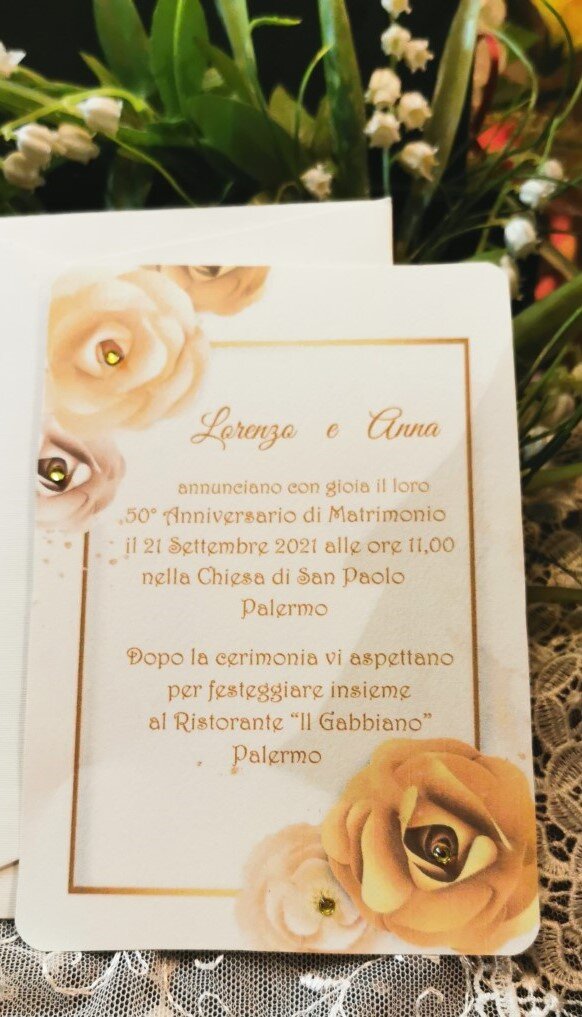 Lorenzo e Anna
annunciano con gioia il loro
50° Anniversario di Matrimonio
il 21 Settembre 2021 alle ore 11,00
nella Chiesa di San Paolo
Palermo
Dopo la cerimonia vi aspettano
per festeggiare insieme
al Ristorante “Il Gabbiano”
Palermo